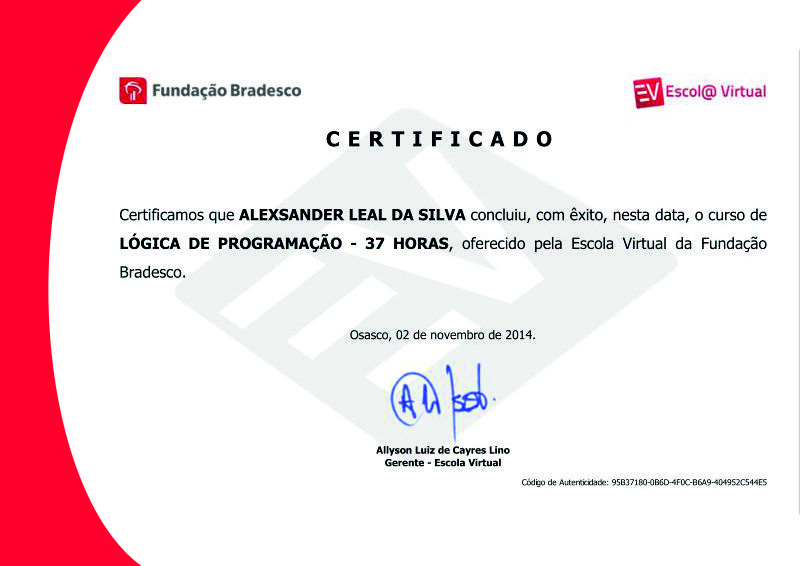 Fundação Bradesco
EV Escol@ Virtual
CERTIFICADO
Certificamos que ALEXSANDER LEAL DA SILVA concluiu, com êxito, nesta data, o curso de
LÓGICA DE PROGRAMAÇÃO - 37 HORAS, oferecido pela Escola Virtual da Fundação
Bradesco.
Osasco, 02 de novembro de 2014.
Allyson Luiz de Cayres Lino
Gerente - Escola Virtual
Código de Autenticidade: 95B37180-0B6D-4F0C-B6A9-404952C544E5